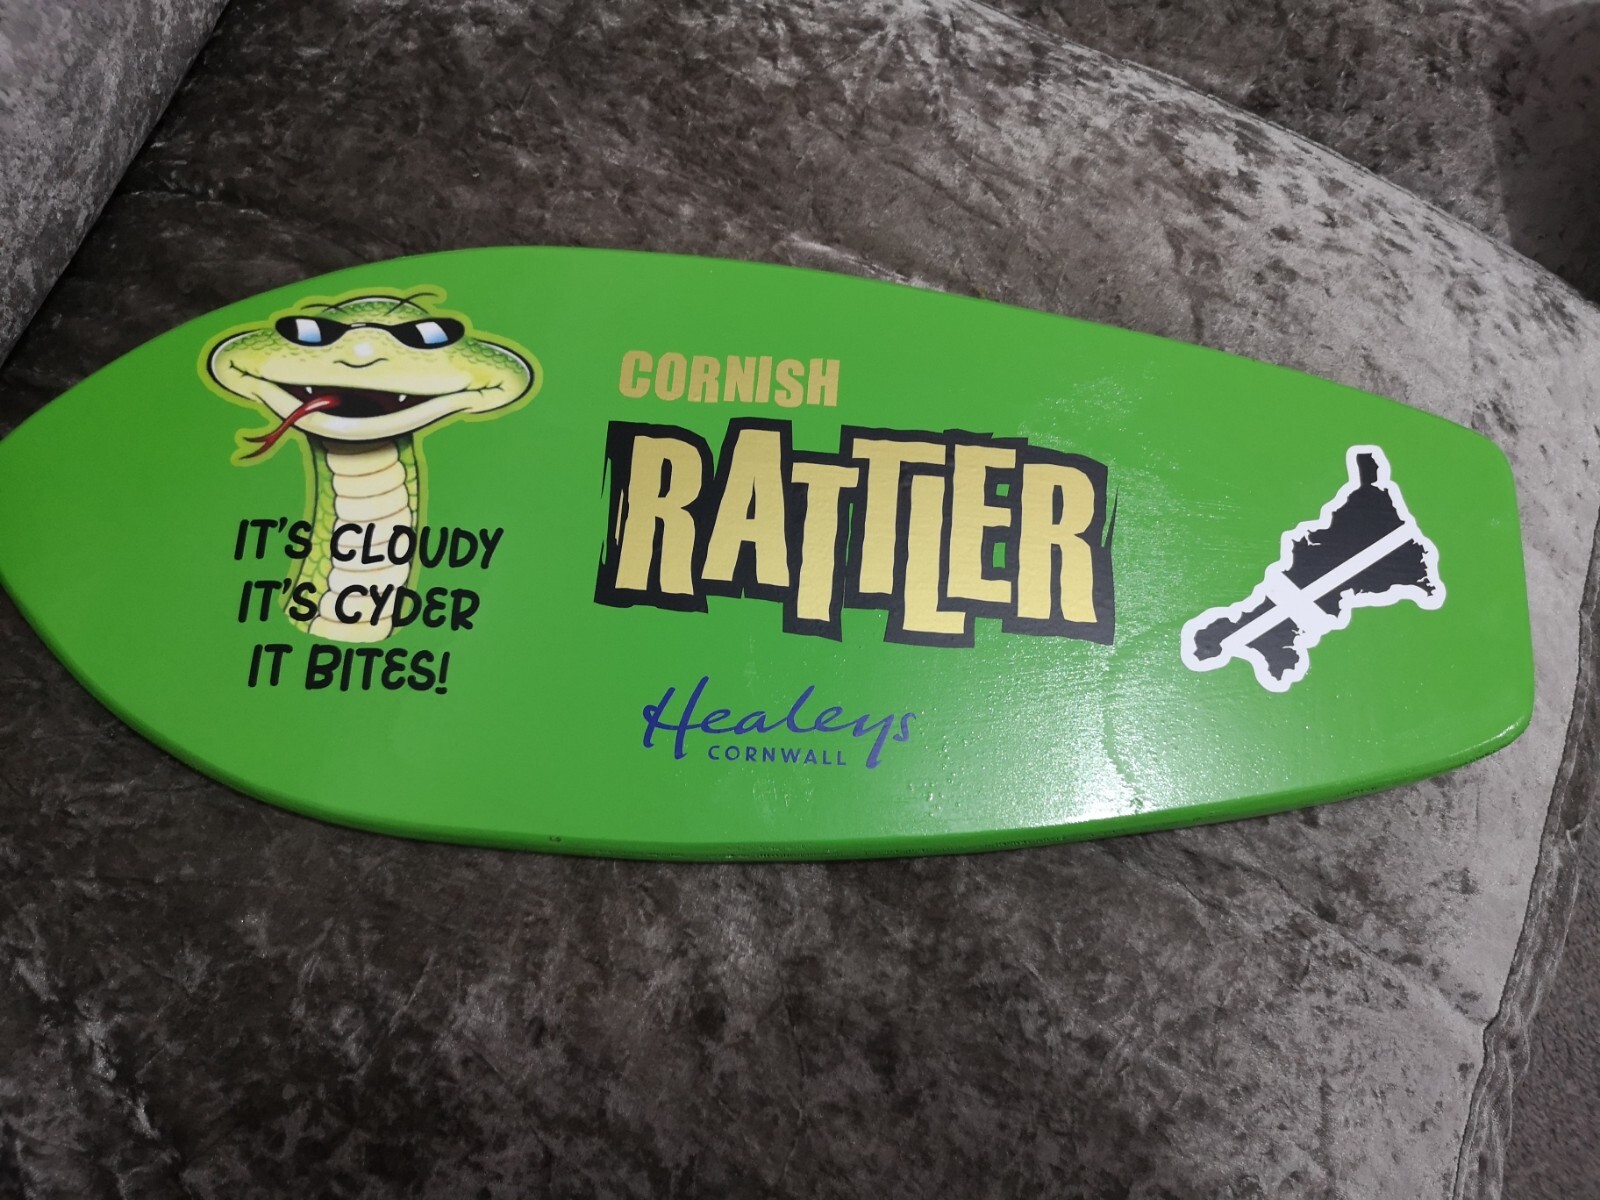 IT'S CLOUDY
IT'S CYDER
IT BITES!
CORNISH
RATTLER
Healeys
CORNWALL